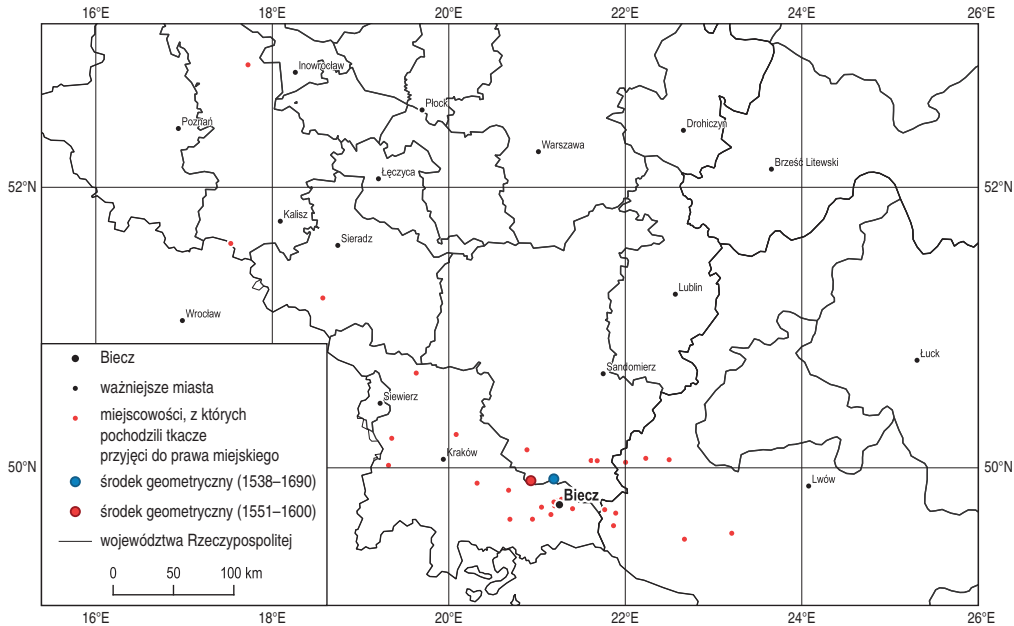 16°E 18°E 20°E 22°E 24°E 26°E
Inowrocław
Płock
Poznań
Drohiczyn
Warszawa
Brześć Litewski
Łęczyca
52°N 52°N
Kalisz
Sieradz
Lublin
Wrocław
Łuck
Sandomierz
Siewierz
Kraków
50°N 50°N
Lwów
Biecz
Biecz
ważniejsze miasta
miejscowości, z których
pochodzili tkacze
przyjęci do prawa miejskiego
środek geometryczny (1538–1690)
środek geometryczny (1551–1600)
województwa Rzeczypospolitej
0 50 100 km
16°E 18°E 20°E 22°E 24°E 26°E